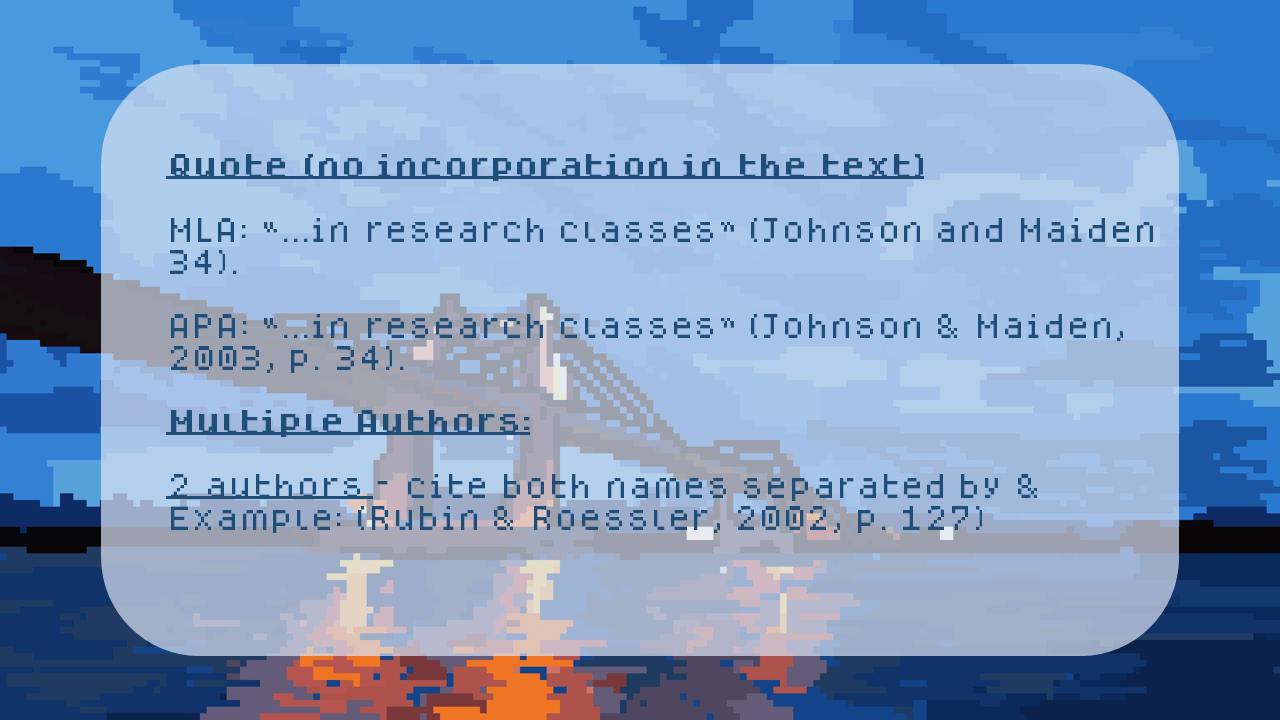 Quote (no incorporation in the text)
MLA: "...in research classes" (Johnson and Maiden
34).
APA: "...in research classes" (Johnson & Maiden,
2003, p. 34).
Multiple Authors:
2 authors - cite both names separated by &
Example: (Rubin & Roessler, 2002, p. 127)